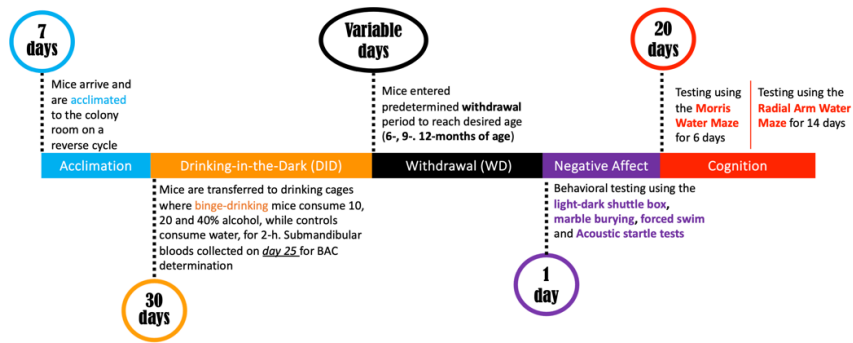 7
days
Variable
days
20
days
Mice arrive and
are acclimated
to the colony
room on a
reverse cycle
Mice entered
predetermined withdrawal
period to reach desired age
(6-, 9-. 12-months of age)
Testing using
the Morris
Water Maze
for 6 days
Testing using the
Radial Arm Water
Maze for 14 days
Acclimation
Drinking-in-the-Dark (DID)
Withdrawal (WD)
Negative Affect
Cognition
Mice are transferred to drinking cages
where binge-drinking mice consume 10,
20 and 40% alcohol, while controls
consume water, for 2-h. Submandibular
bloods collected on day 25 for BAC
determination
Behavioral testing using the
light-dark shuttle box,
marble burying, forced swim
and Acoustic startle tests
30
days
1
day